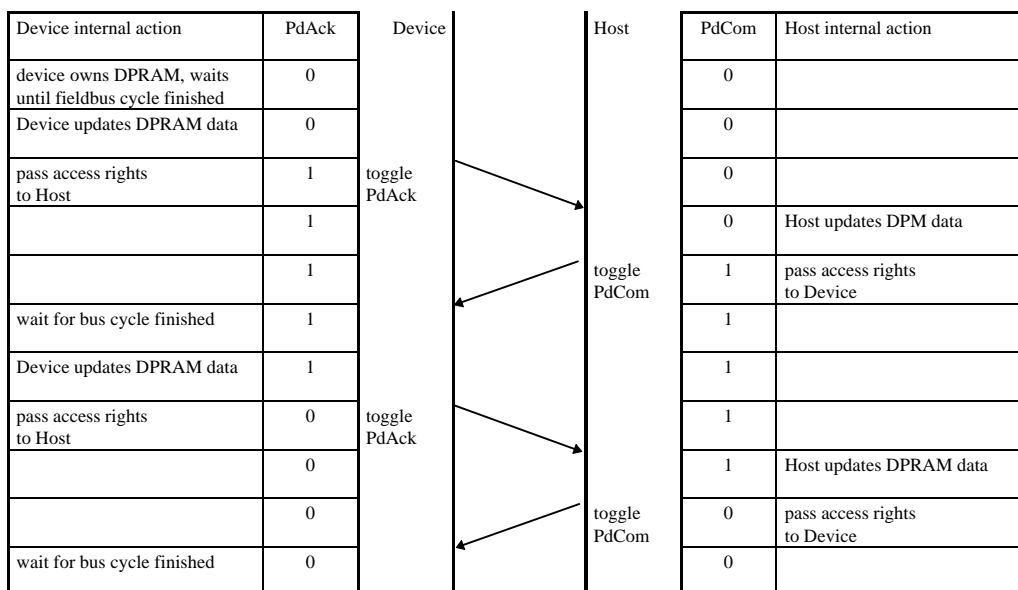 Device internal action PdAck Device Host PdCom Host internal action
device owns DPRAM, waits 0 0
until fieldbus cycle finished
Device updates DPRAM data 0 0
pass access rights 1 toggle 0
to Host PdAck
1 0 Host updates DPM data
1 toggle 1 pass access rights
PdCom to Device
wait for bus cycle finished 1 1
Device updates DPRAM data 1 1
pass access rights 0 toggle 1
to Host PdAck
0 1 Host updates DPRAM data
0 toggle 0 pass access rights
PdCom to Device
wait for bus cycle finished 0 0